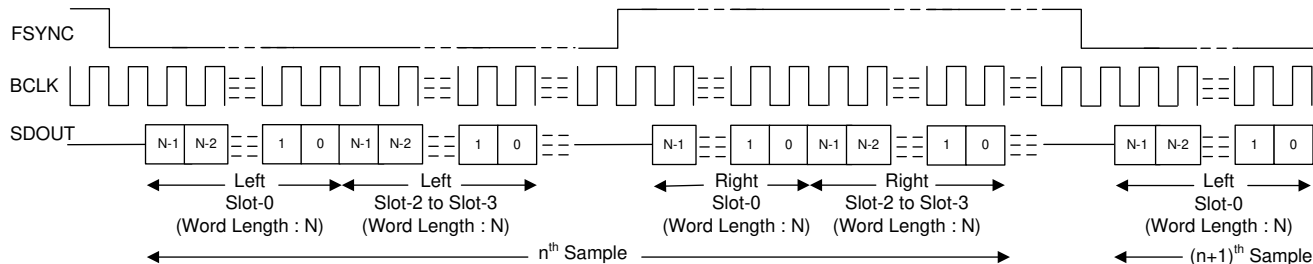 FSYNC
BCLK
SDOUT
N-1 N-2 1 0 N-1 N-2 1 0 N-1 1 0 N-1 N-2 1 0 N-1 N-2 1 0
Left Left Right Right Left
Slot-0 Slot-2 to Slot-3 Slot-0 Slot-2 to Slot-3 Slot-0
(Word Length : N) (Word Length : N) (Word Length : N) (Word Length : N) (Word Length : N)
nth Sample (n+1)th Sample